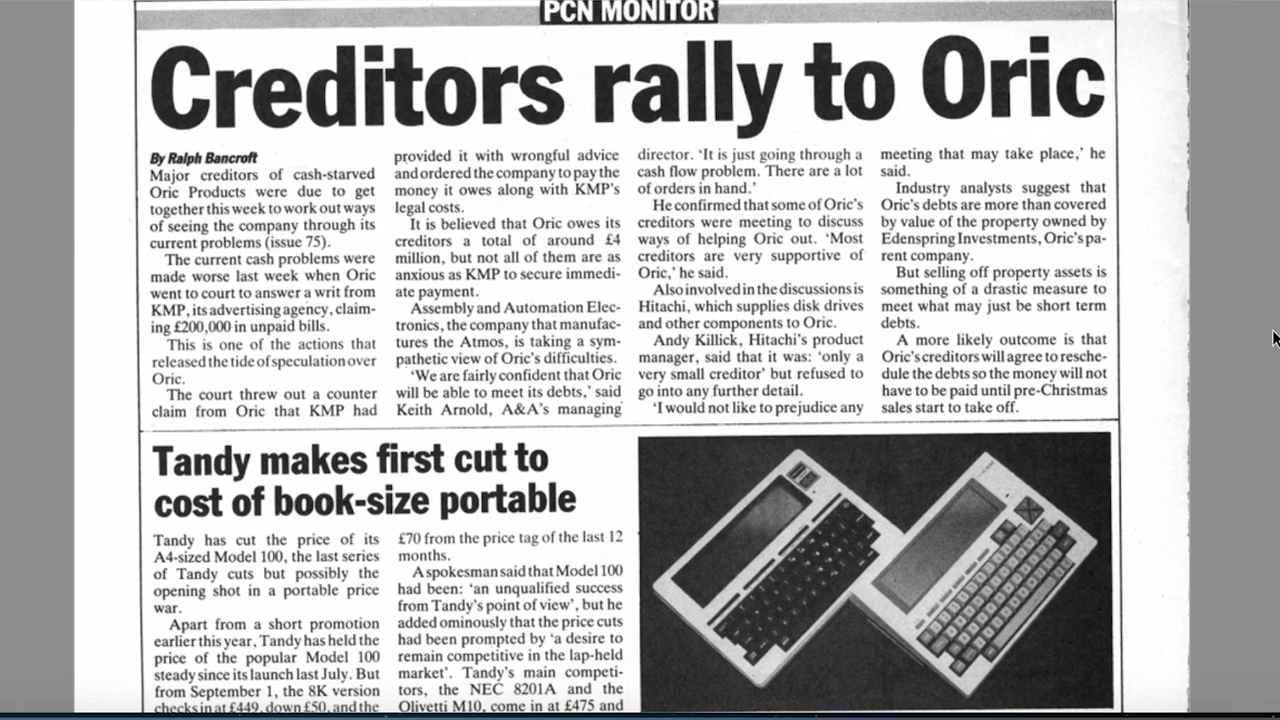 PCN MONITOR
Creditors rally to Oric
By Ralph Bancroft
Major creditors of cash-starved
Oric Products were due to get
together this week to work out ways
of seeing the company through its
current problems (issue 75).
The current cash problems were
made worse last week when Oric
went to court to answer a writ from
KMP, its advertising agency, claim-
ing £200,000 in unpaid bills.
This is one of the actions that
released the tide of speculation over
Oric.
The court threw out a counter
claim from Oric that KMP had
provided it with wrongful advice
and ordered the company to pay the
money it owes along with KMP's
legal costs.
It is believed that Oric owes its
creditors a total of around £4
million, but not all of them are as
anxious as KMP to secure immedi-
ate payment.
Assembly and Automation Elec-
tronics, the company that manufac-
tures the Atmos, is taking a sym-
pathetic view of Oric's difficulties.
'We are fairly confident that Oric
will be able to meet its debts,' said
Keith Arnold, A&A's managing
director. 'It is just going through a
cash flow problem. There are a lot
of orders in hand.'
He confirmed that some of Oric's
creditors were meeting to discuss
ways of helping Oric out. 'Most
creditors are very supportive of
Oric,' he said.
Also involved in the discussions is
Hitachi, which supplies disk drives
and other components to Oric.
Andy Killick, Hitachi's product
manager, said that it was: 'only a
very small creditor' but refused to
go into any further detail.
'I would not like to prejudice any
meeting that may take place,' he
said.
Industry analysts suggest that
Oric's debts are more than covered
by value of the property owned by
Edenspring Investments, Oric's pa-
rent company.
But selling off property assets is
something of a drastic measure to
meet what may just be short term
debts.
A more likely outcome is that
Oric's creditors will agree to resche-
dule the debts so the money will not
have to be paid until pre-Christmas
sales start to take off.
Tandy makes first cut to
cost of book-size portable
Tandy has cut the price of its
A4-sized Model 100, the last series
of Tandy cuts but possibly the
opening shot in a portable price
war.
Apart from a short promotion
earlier this year, Tandy has held the
price of the popular Model 100
steady since its launch last July. But
from September 1, the 8K version
checks in at £449, down £50, and the
£70 from the price tag of the last 12
months.
A spokesman said that Model 100
had been: 'an unqualified success
from Tandy's point of view', but he
added ominously that the price cuts
had been prompted by 'a desire to
remain competitive in the lap-held
market'. Tandy's main competi-
tors, the NEC 8201A and the
Olivetti M10, come in at £475 and